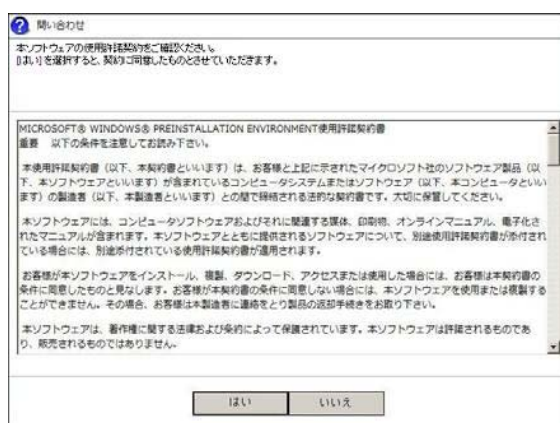 問い合わせ
本ソフトウェアの使用許諾契約をご確認ください。
[はい]を選択すると、契約に同意したものとさせていただきます。
MICROSOFT® WINDOWS® PREINSTALLATION ENVIRONMENT使用許諾契約書
重要　以下の条件を注意してお読み下さい。
本使用許諾契約書（以下、本契約書といいます）は、お客様と上記に示されたマイクロソフト社のソフトウェア製品（以
下、本ソフトウェアといいます）が含まれているコンピュータシステムまたはソフトウェア（以下、本コンピュータといい
ます）の製造者（以下、本製造者といいます）との間で締結される法的な契約書です。大切に保管してください。
本ソフトウェアには、コンピュータソフトウェアおよびそれに関連する媒体、印刷物、オンラインマニュアル、電子化さ
れたマニュアルが含まれます。本ソフトウェアとともに提供されるソフトウェアについて、別途使用許諾契約書が添付され
ている場合には、別途添付されている使用許諾契約書が適用されます。
お客様が本ソフトウェアをインストール、複製、ダウンロード、アクセスまたは使用した場合には、お客様は本契約書の
条件に同意したものと見なします。お客様が本契約書の条件に同意しない場合には、本ソフトウェアを使用または複製する
ことができません。その場合、お客様は本製造者に連絡をとり製品の返却手続きをお取り下さい。
本ソフトウェアは、著作権に関する法律および条約によって保護されています。本ソフトウェアは許諾されるものであ
り、販売されるものではありません。
はい
いいえ